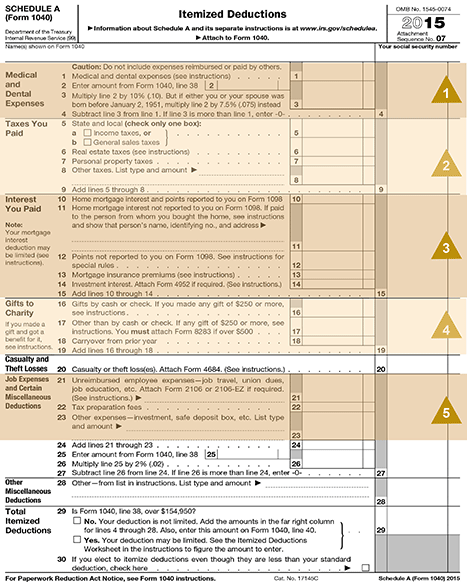 SCHEDULE A
(Form 1040)
Department of the Treasury
Internal Revenue Service (99)
Itemized Deductions
▶Information about Schedule A and its separate instructions is at www.irs.gov/schedulea.
▶ Attach to Form 1040.
OMB No. 1545-0074
2015
Attachment
Sequence No. 07
Name(s) shown on Form 1040
Your social security number
Medical
and
Dental
Expenses
Caution: Do not include expenses reimbursed or paid by others.
1 Medical and dental expenses (see instructions) 1
2 Enter amount from Form 1040, line 38 2
3 Multiply line 2 by 10% (.10). But if either you or your spouse was
born before January 2, 1951, multiply line 2 by 7.5% (.075) instead 3
4 Subtract line 3 from line 1. If line 3 is more than line 1, enter -0- 4
1
Taxes You
Paid
5 State and local (check only one box):
a Income taxes, or
b General sales taxes
5
6 Real estate taxes (see instructions) 6
7 Personal property taxes 7
8 Other taxes. List type and amount ▶
8
9 Add lines 5 through 8 9
2
Interest
You Paid
Note:
Your mortgage
interest
deduction may
be limited (see
instructions).
10 Home mortgage interest and points reported to you on Form 1098 10
11 Home mortgage interest not reported to you on Form 1098. If paid
to the person from whom you bought the home, see instructions
and show that person's name, identifying no., and address ▶
11
12 Points not reported to you on Form 1098. See instructions for
special rules 12
13 Mortgage insurance premiums (see instructions) 13
14 Investment interest. Attach Form 4952 if required. (See instructions.) 14
15 Add lines 10 through 14 15
3
Gifts to
Charity
If you made a
gift and got a
benefit for it,
see instructions.
16 Gifts by cash or check. If you made any gift of $250 or more,
see instructions 16
17 Other than by cash or check. If any gift of $250 or more, see
instructions. You must attach Form 8283 if over $500 17
18 Carryover from prior year 18
19 Add lines 16 through 18 19
4
Casualty and
Theft Losses
20 Casualty or theft loss(es). Attach Form 4684. (See instructions.) 20
Job Expenses
and Certain
Miscellaneous
Deductions
21 Unreimbursed employee expenses—job travel, union dues,
job education, etc. Attach Form 2106 or 2106-EZ if required.
(See instructions.) ▶ 21
22 Tax preparation fees 22
23 Other expenses—investment, safe deposit box, etc. List type
and amount ▶
23
5
24 Add lines 21 through 23 24
25 Enter amount from Form 1040, line 38 25
26 Multiply line 25 by 2% (.02) 26
27 Subtract line 26 from line 24. If line 26 is more than line 24, enter -0- 27
Other
Miscellaneous
Deductions
28 Other—from list in instructions. List type and amount ▶
28
Total
Itemized
Deductions
29 Is Form 1040, line 38, over $154,950?
No. Your deduction is not limited. Add the amounts in the far right column
for lines 4 through 28. Also, enter this amount on Form 1040, line 40.
Yes. Your deduction may be limited. See the Itemized Deductions
Worksheet in the instructions to figure the amount to enter.
29
30 If you elect to itemize deductions even though they are less than your standard
deduction, check here ▶
For Paperwork Reduction Act Notice, see Form 1040 instructions.
Cat. No. 17145C
Schedule A (Form 1040) 2015